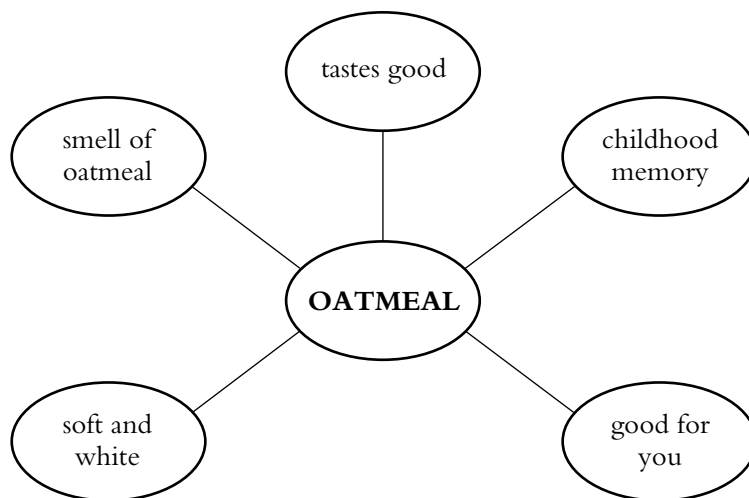 tastes good
smell of
oatmeal
childhood
memory
OATMEAL
soft and
white
good for
you